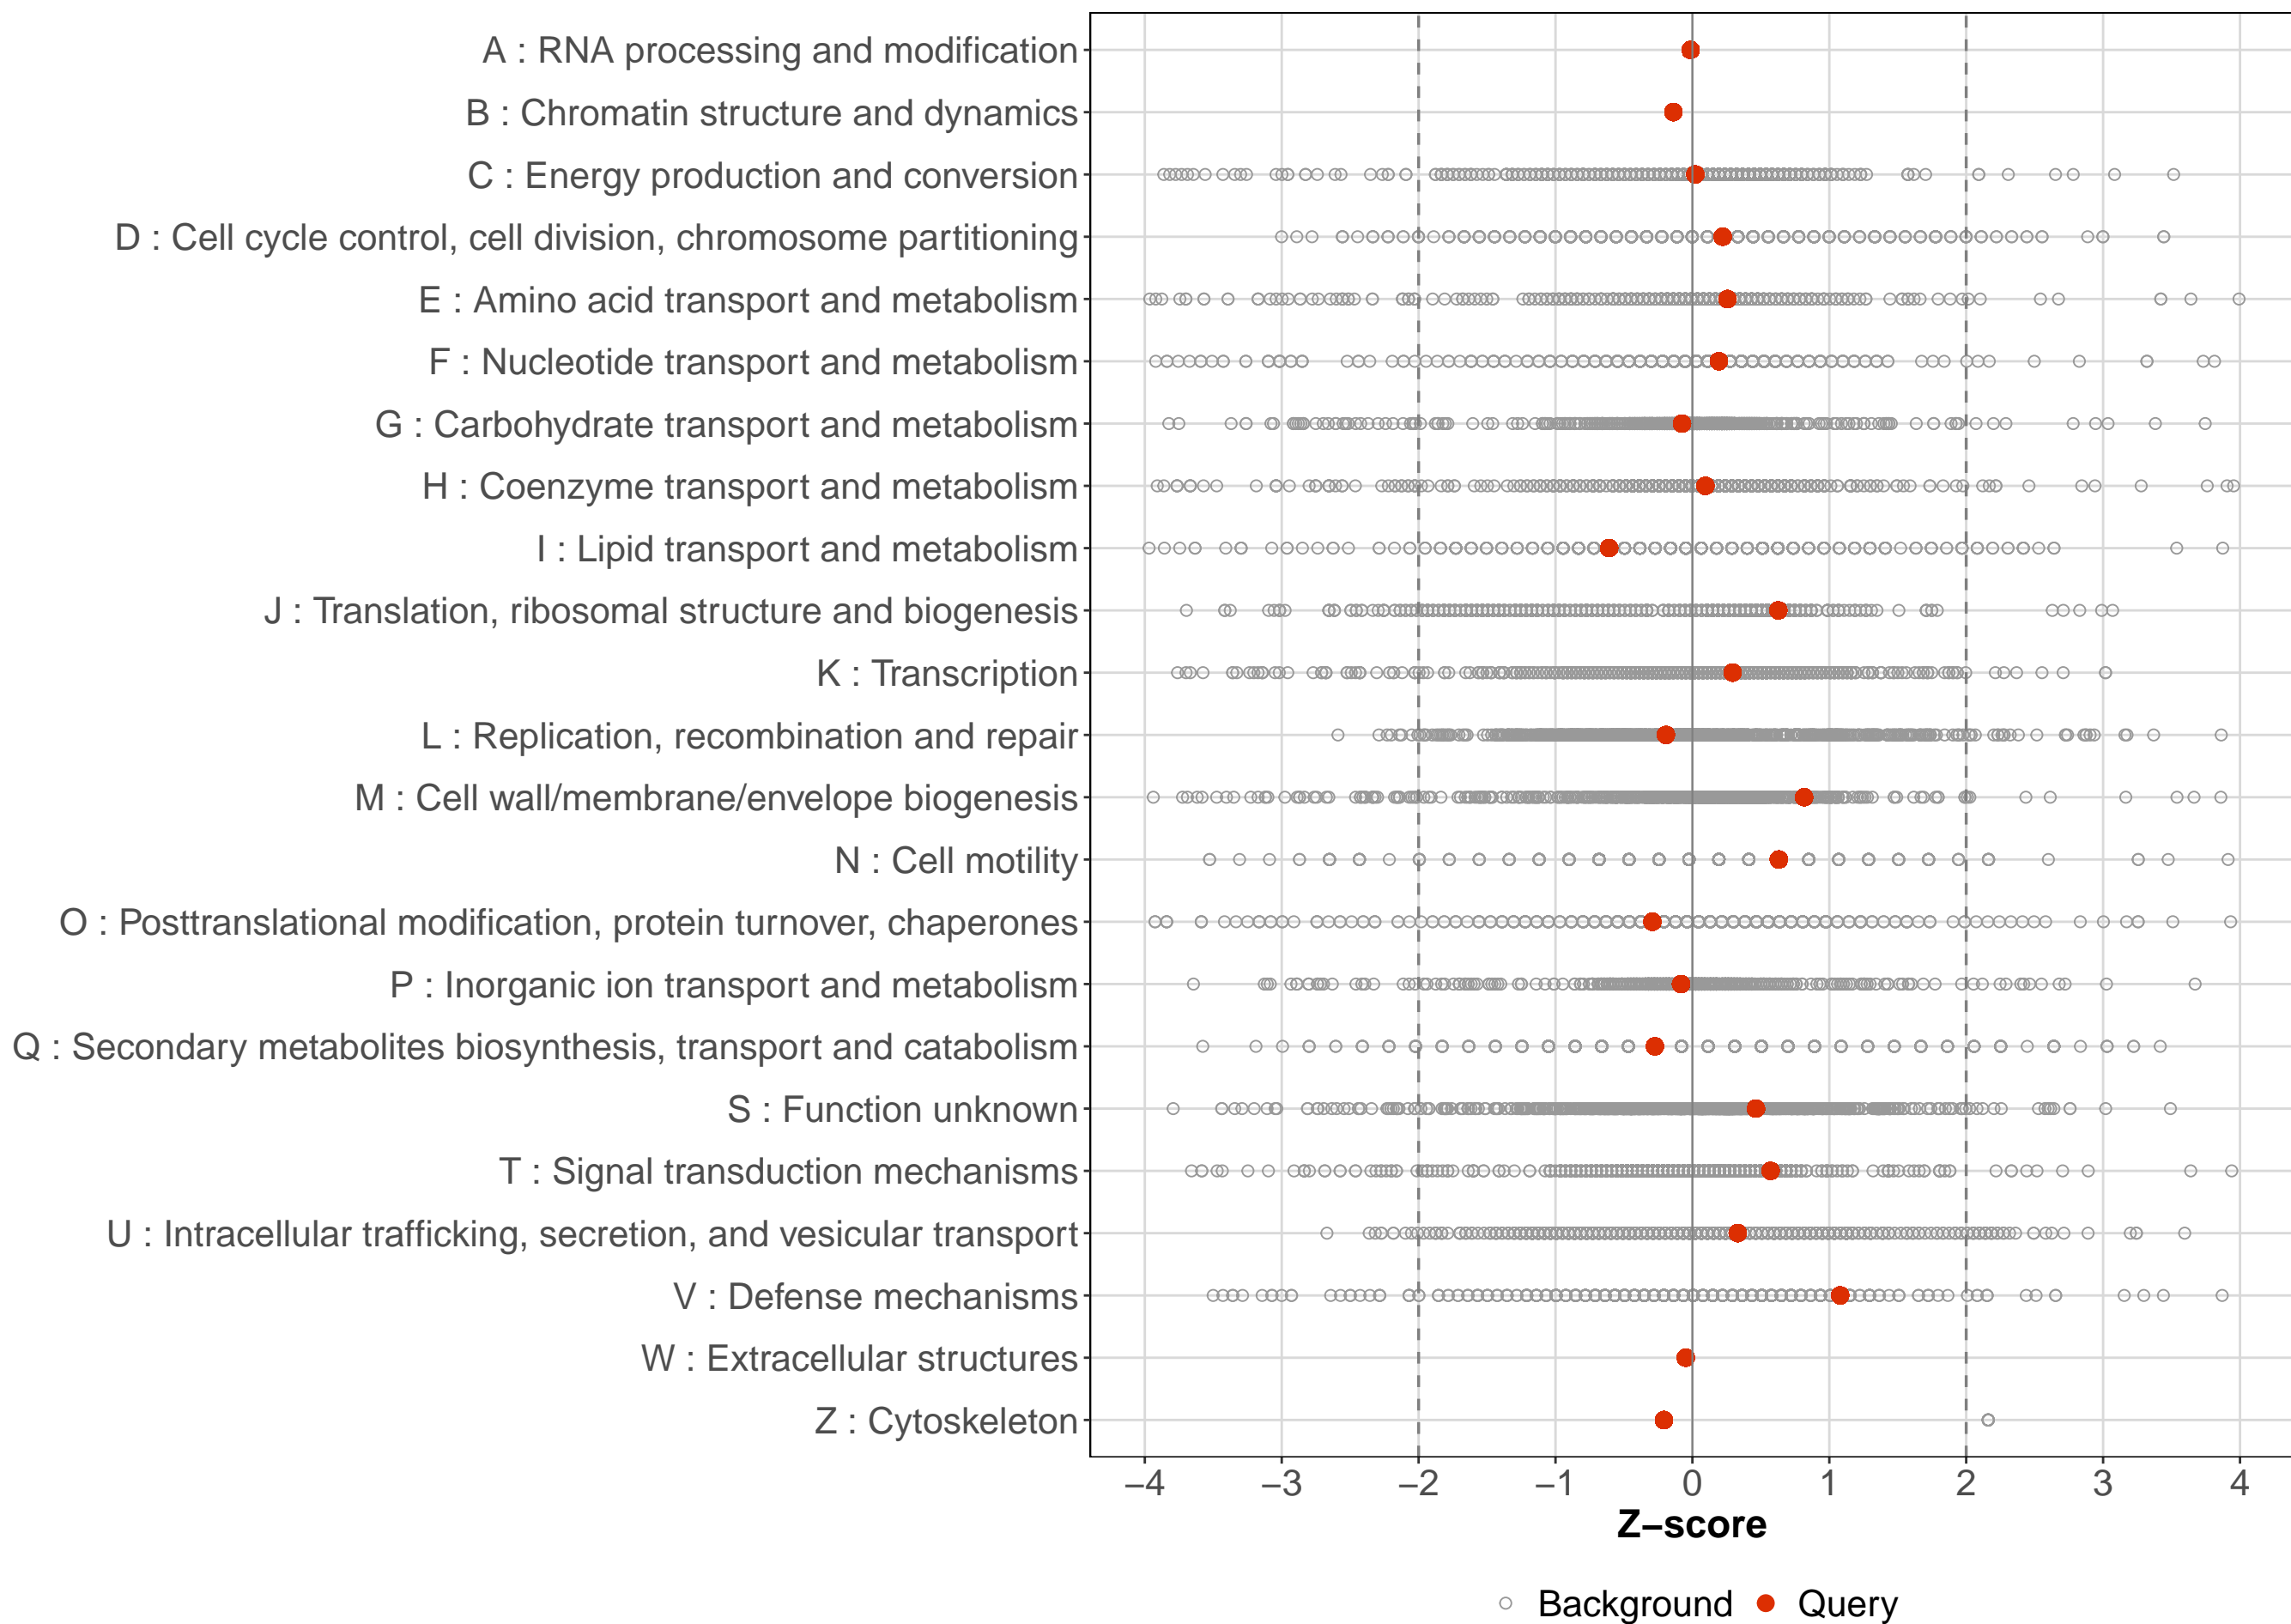 A : RNA processing and modification
B : Chromatin structure and dynamics
C : Energy production and conversion
D : Cell cycle control, cell division, chromosome partitioning
E : Amino acid transport and metabolism
F : Nucleotide transport and metabolism
G : Carbohydrate transport and metabolism
H : Coenzyme transport and metabolism
I : Lipid transport and metabolism
J : Translation, ribosomal structure and biogenesis
K : Transcription
L : Replication, recombination and repair
M : Cell wall/membrane/envelope biogenesis
N : Cell motility
O : Posttranslational modification, protein turnover, chaperones
P : Inorganic ion transport and metabolism
Q : Secondary metabolites biosynthesis, transport and catabolism
S : Function unknown
T : Signal transduction mechanisms
U : Intracellular trafficking, secretion, and vesicular transport
V : Defense mechanisms
W : Extracellular structures
Z : Cytoskeleton
−4 −3 −2 −1 0 1 2 3 4
Z−score
Background Query